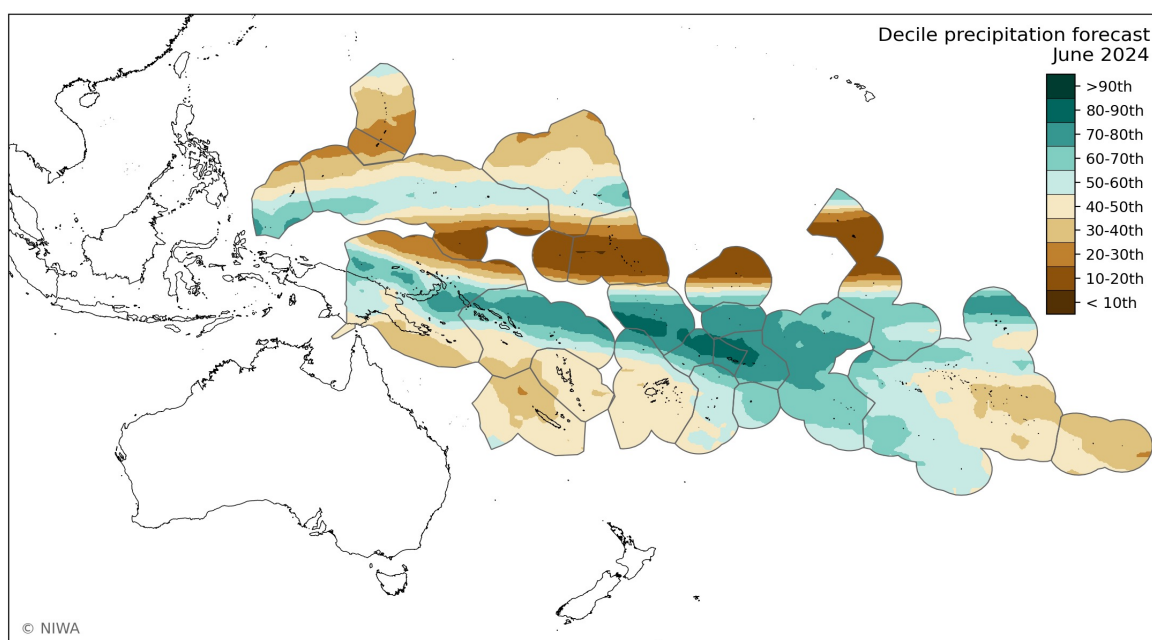 Decile precipitation forecast
June 2024
>90th
80-90th
70-80th
60-70th
50-60th
40-50th
30-40th
20-30th
10-20th
< 10th
© NIWA